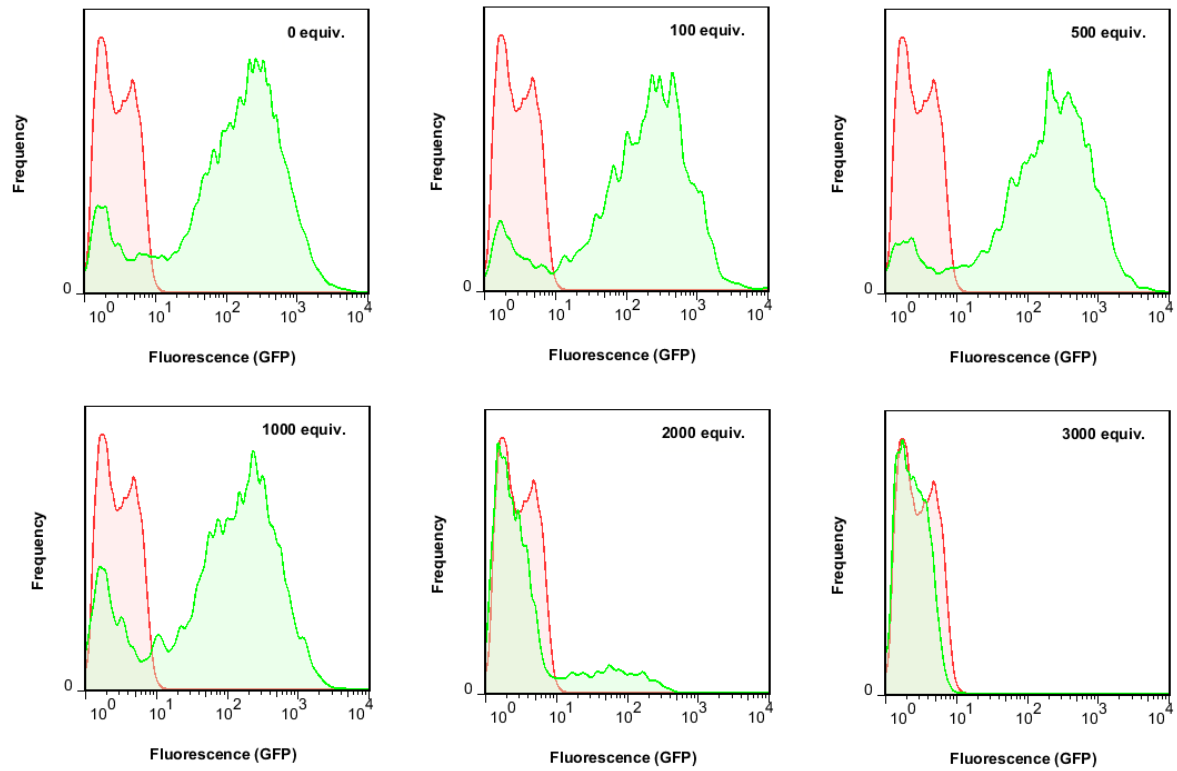 0 equiv.
Frequency
0
10^0 10^1 10^2 10^3 10^4
Fluorescence (GFP)
100 equiv.
Frequency
0
10^0 10^1 10^2 10^3 10^4
Fluorescence (GFP)
500 equiv.
Frequency
0
10^0 10^1 10^2 10^3 10^4
Fluorescence (GFP)
1000 equiv.
Frequency
0
10^0 10^1 10^2 10^3 10^4
Fluorescence (GFP)
2000 equiv.
Frequency
0
10^0 10^1 10^2 10^3 10^4
Fluorescence (GFP)
3000 equiv.
Frequency
0
10^0 10^1 10^2 10^3 10^4
Fluorescence (GFP)